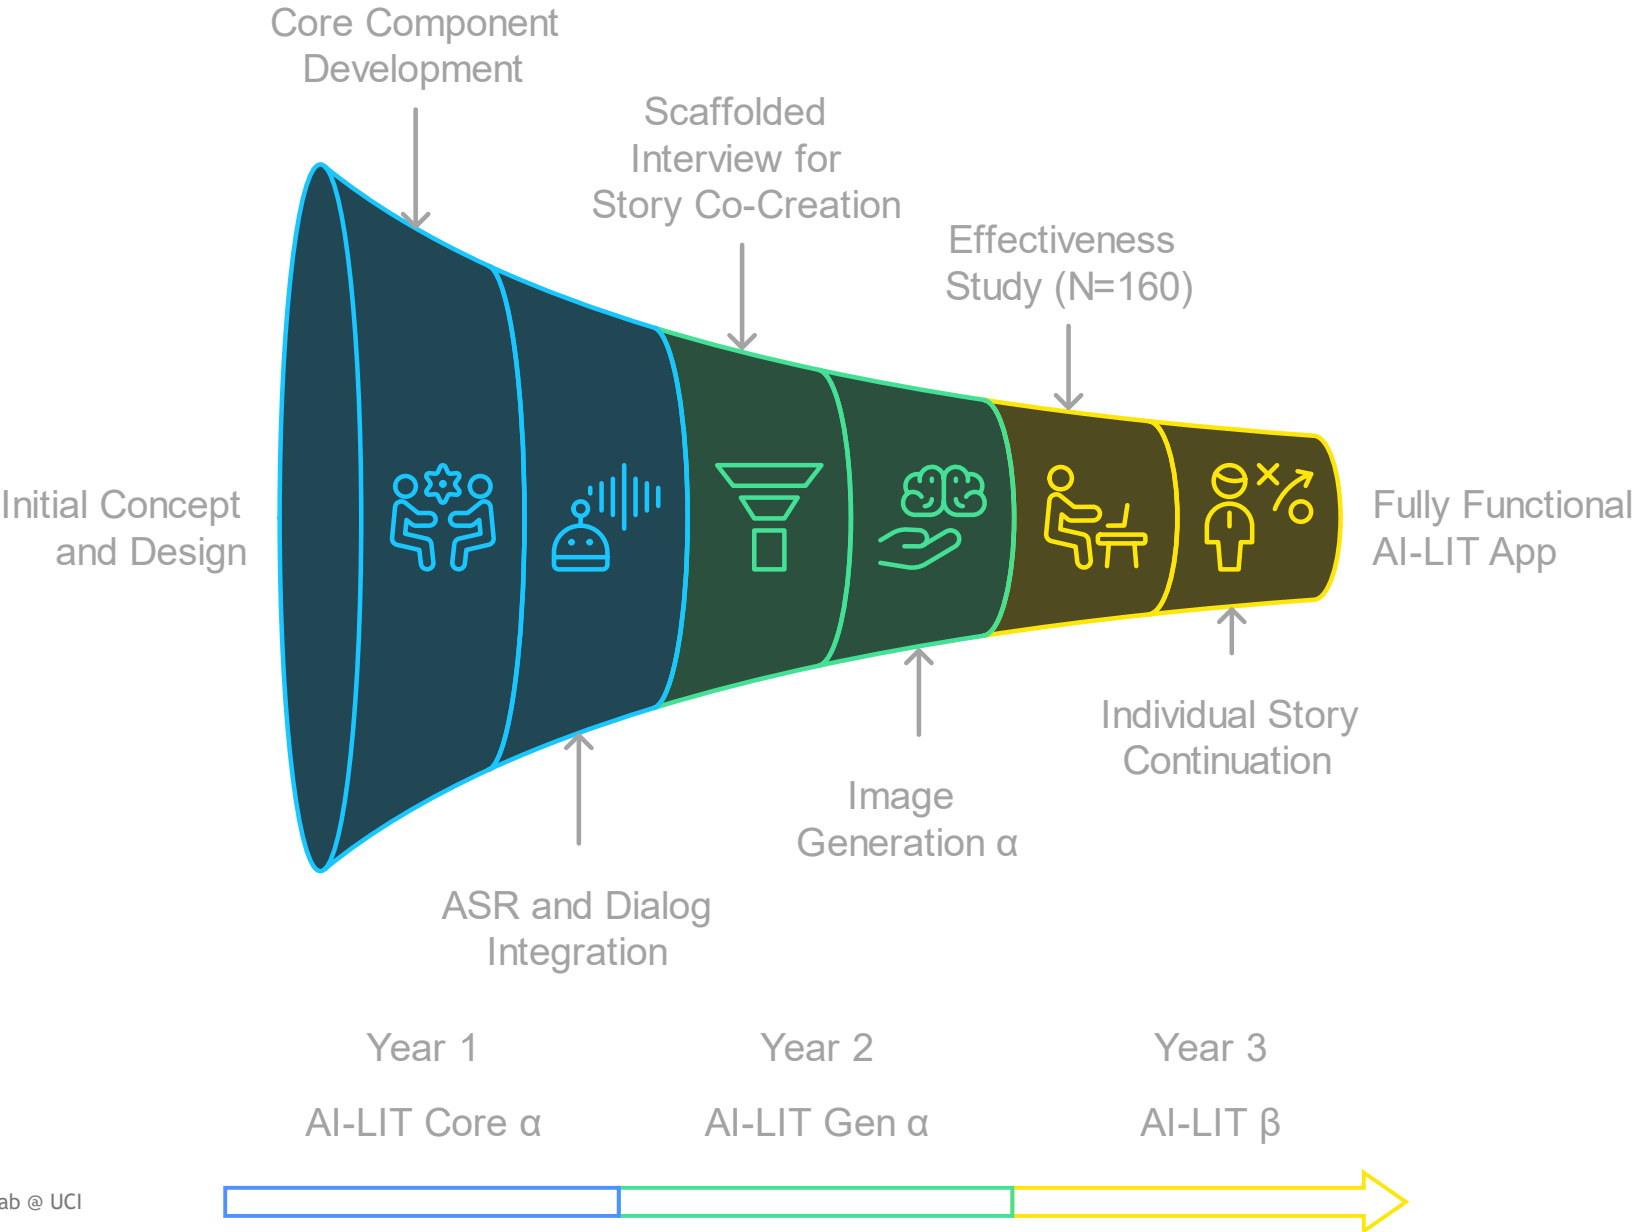 Core Component
Development
Scaffolded
Interview for
Story Co-Creation
Effectiveness
Study (N=160)
Initial Concept
and Design
Fully Functional
AI-LIT App
Individual Story
Continuation
Image
Generation α
ASR and Dialog
Integration
Year 1
Year 2
Year 3
AI-LIT Core α
AI-LIT Gen α
AI-LIT β
@ UCI